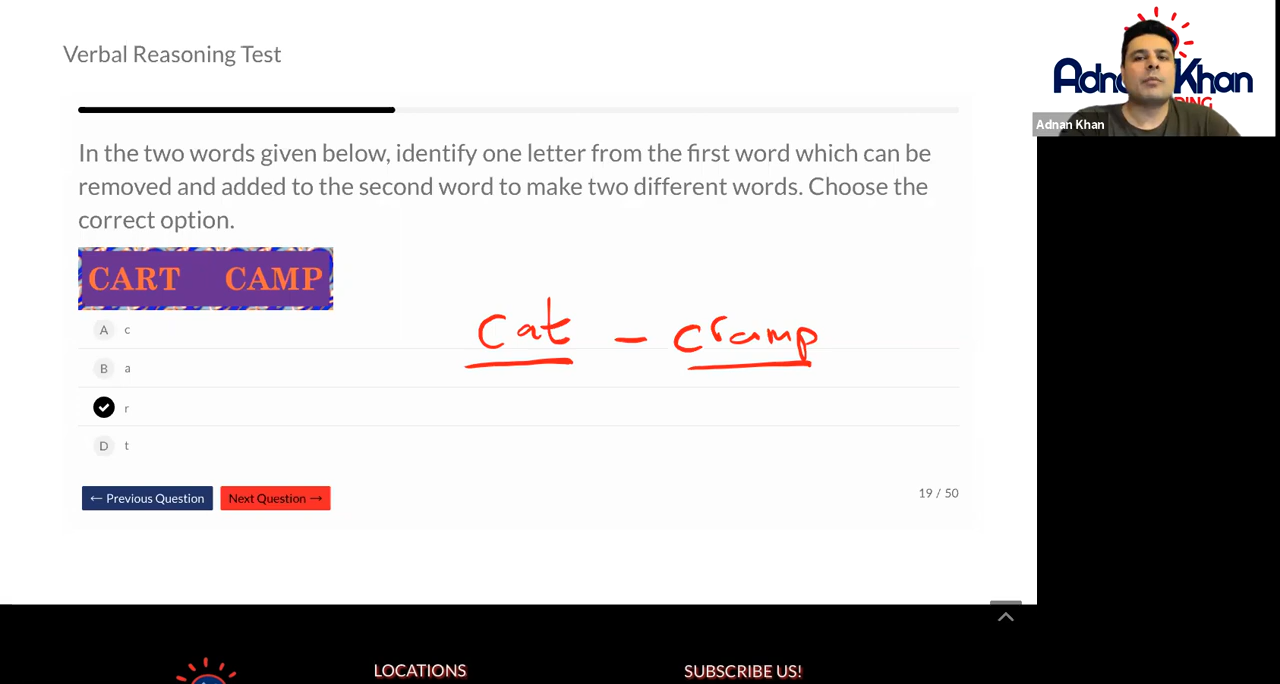 Verbal Reasoning Test
In the two words given below, identify one letter from the first word which can be
removed and added to the second word to make two different words. Choose the
correct option.
CART CAMP
A c
B a
r
D t
cat - cramp
← Previous Question Next Question →
19 / 50
Khan
Adnan Khan
LOCATIONS
SUBSCRIBE US!